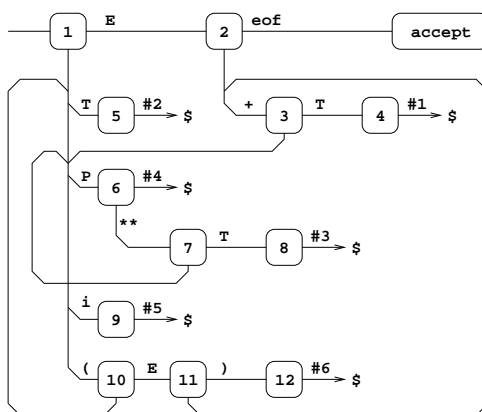 1 E 2 eof accept
T 5 #2 $ + 3 T 4 #1 $
P 6 #4 $
** 7 T 8 #3 $
i 9 #5 $
( 10 E 11 ) 12 #6 $